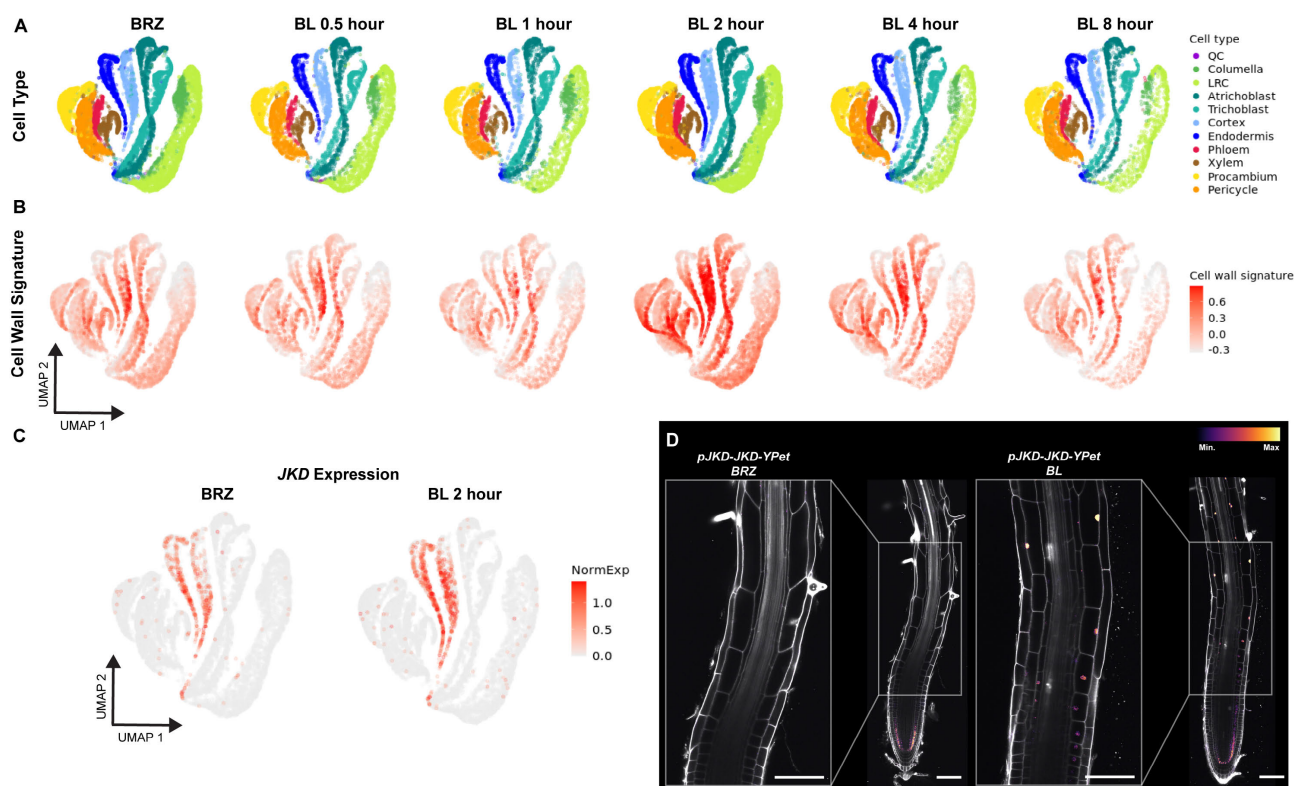 A
BRZ
BL 0.5 hour
BL 1 hour
BL 2 hour
BL 4 hour
BL 8 hour
Cell Type
Cell type
QC
Columella
LRC
Atrichoblast
Trichoblast
Cortex
Endodermis
Phloem
Xylem
Procambium
Pericycle
B
Cell Wall Signature
UMAP 2
UMAP 1
Cell wall signature
0.6
0.3
0.0
-0.3
C
JKD Expression
BRZ
BL 2 hour
NormExp
1.0
0.5
0.0
UMAP 2
UMAP 1
D
pJKD-JKD-YPet
BRZ
pJKD-JKD-YPet
BL
Min.
Max